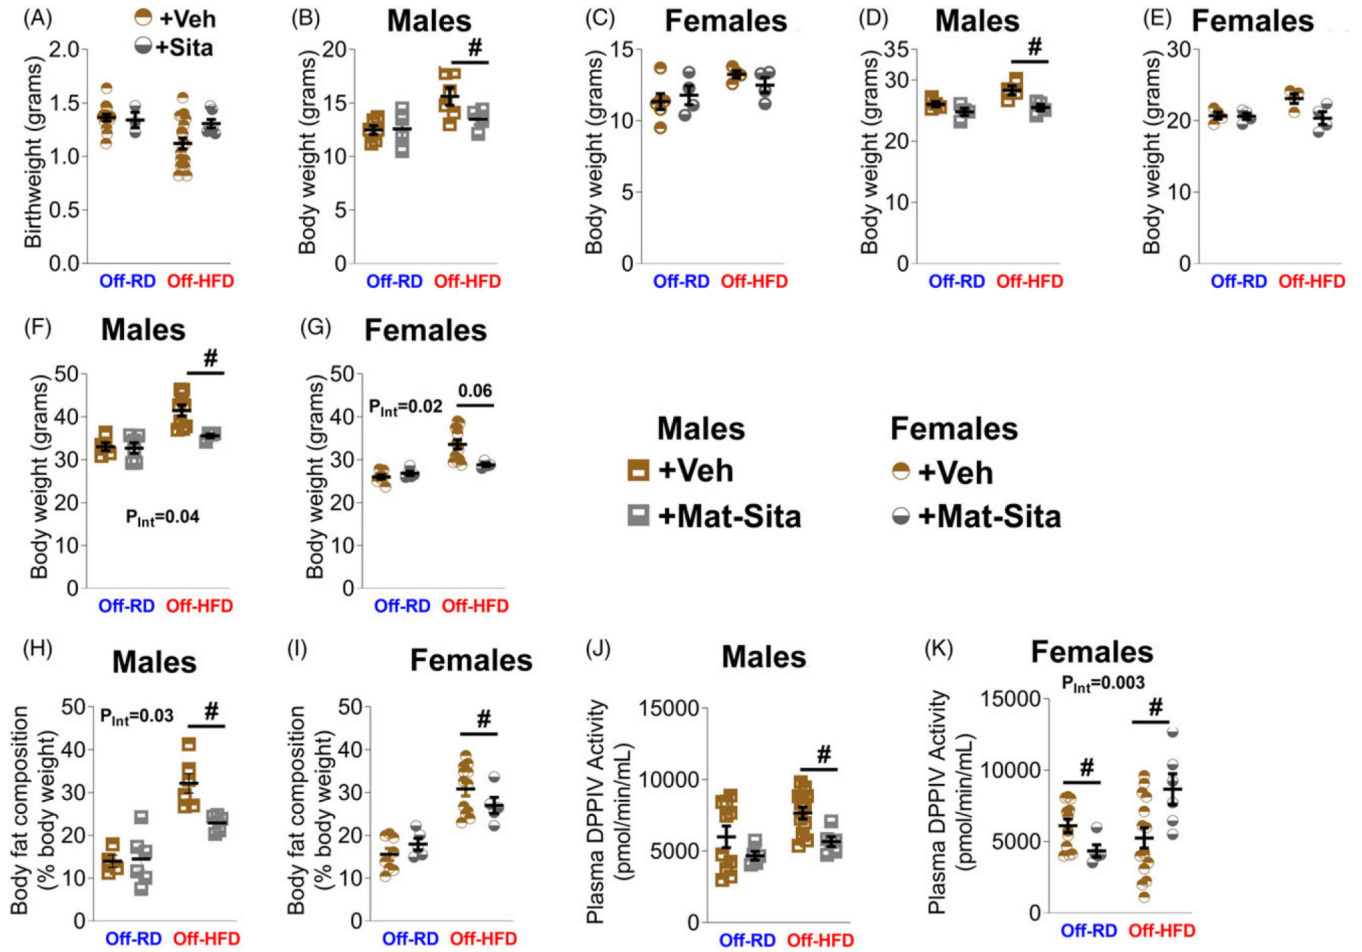 (A)
+Veh
+Sita
Birthweight (grams)
2.0
1.5
1.0
0.5
0.0
Off-RD Off-HFD
(B)
Males
#
Body weight (grams)
20
15
10
5
0
Off-RD Off-HFD
(C)
Females
Body weight (grams)
15
10
5
0
Off-RD Off-HFD
(D)
Males
#
Body weight (grams)
35
30
20
10
0
Off-RD Off-HFD
(E)
Females
Body weight (grams)
30
20
10
0
Off-RD Off-HFD
(F)
Males
#
Body weight (grams)
50
40
30
20
10
0
PInt=0.04
Off-RD Off-HFD
(G)
Females
PInt=0.02
0.06
Body weight (grams)
50
40
30
20
10
0
Off-RD Off-HFD
Males
+Veh
+Mat-Sita
Females
+Veh
+Mat-Sita
(H)
Males
PInt=0.03
#
Body fat composition
(% body weight)
50
40
30
20
10
0
Off-RD Off-HFD
(I)
Females
#
Body fat composition
(% body weight)
50
40
30
20
10
0
Off-RD Off-HFD
(J)
Males
#
Plasma DPPIV Activity
(pmol/min/mL)
15000
10000
5000
0
Off-RD Off-HFD
(K)
Females
PInt=0.003
#
#
Plasma DPPIV Activity
(pmol/min/mL)
15000
10000
5000
0
Off-RD Off-HFD